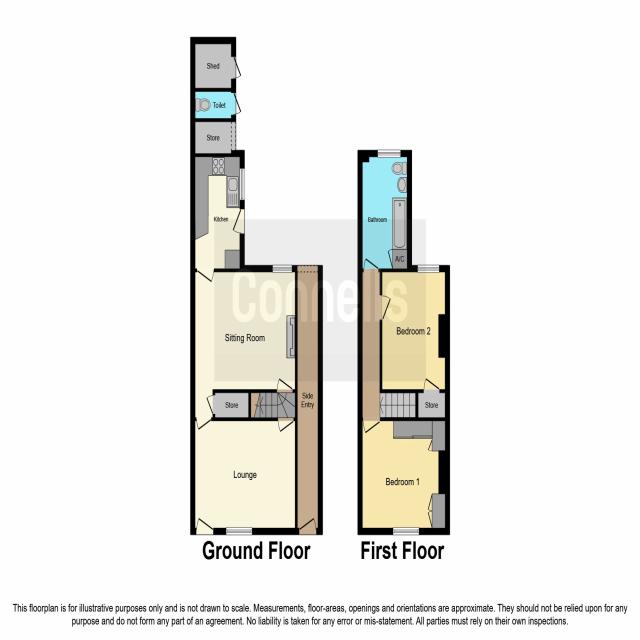 Shed
Toilet
Store
Kitchen
Bathroom
A/C
Connells
Sitting Room
Bedroom 2
Side
Entry
Store
Store
Lounge
Bedroom 1
Ground Floor
First Floor
This floorplan is for illustrative purposes only and is not drawn to scale. Measurements, floor-areas, openings and orientations are approximate. They should not be relied upon for any
purpose and do not form any part of an agreement. No liability is taken for any error or mis-statement. All parties must rely on their own inspections.